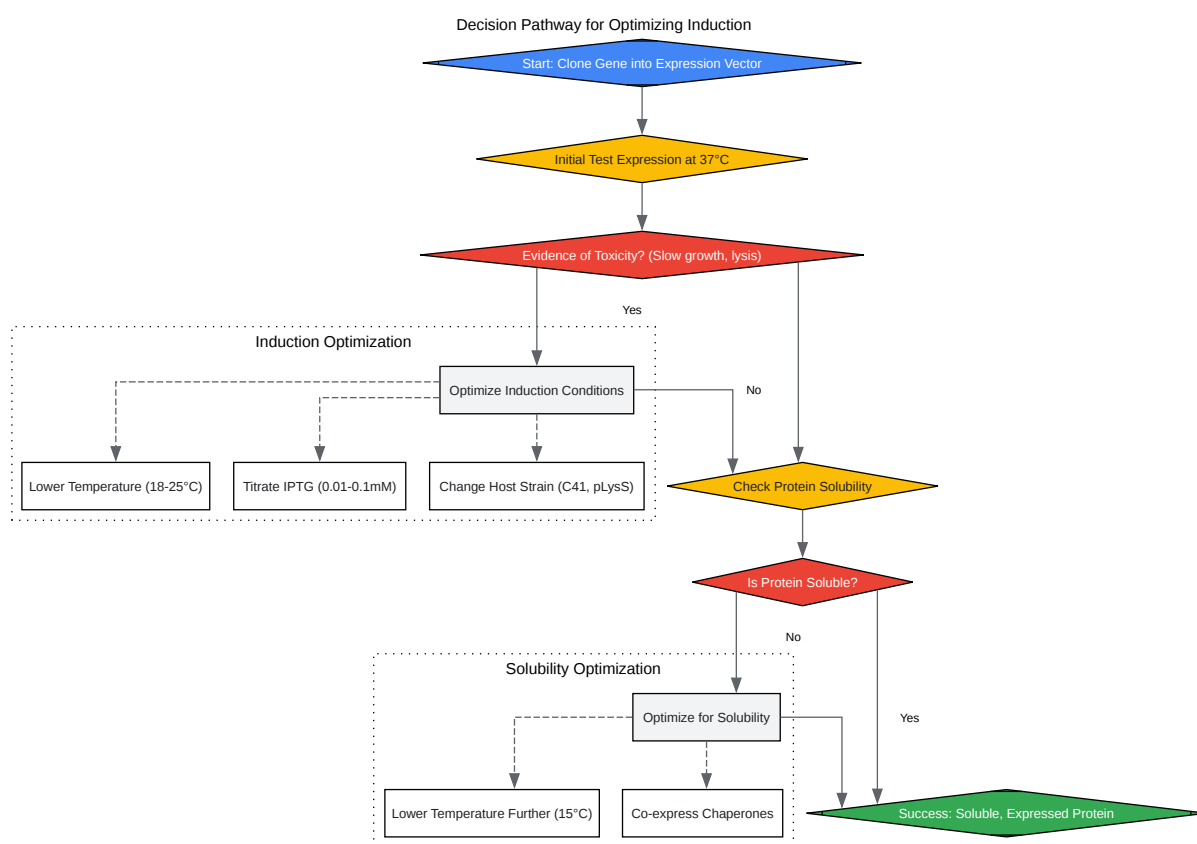 Decision Pathway for Optimizing Induction
Start: Clone Gene into Expression Vector
Initial Test Expression at 37°C
Evidence of Toxicity? (Slow growth, lysis)
Yes
Induction Optimization
Optimize Induction Conditions
No
Lower Temperature (18-25°C)
Titrate IPTG (0.01-0.1mM)
Change Host Strain (C41, pLysS)
Check Protein Solubility
Is Protein Soluble?
No
Solubility Optimization
Optimize for Solubility
Yes
Lower Temperature Further (15°C)
Co-express Chaperones
Success: Soluble, Expressed Protein